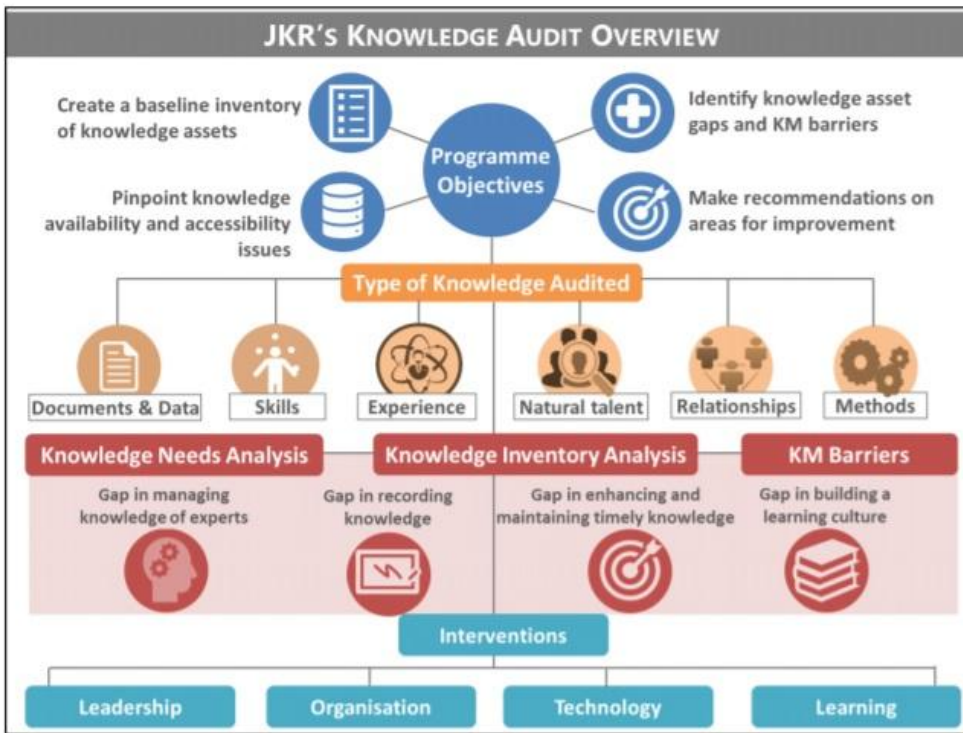 JKR'S KNOWLEDGE AUDIT OVERVIEW
Create a baseline inventory
of knowledge assets
Identify knowledge asset
gaps and KM barriers
Programme
Objectives
Pinpoint knowledge
availability and accessibility
issues
Make recommendations on
areas for improvement
Type of Knowledge Audited
Documents & Data
Skills
Experience
Natural talent
Relationships
Methods
Knowledge Needs Analysis
Knowledge Inventory Analysis
KM Barriers
Gap in managing
knowledge of experts
Gap in recording
knowledge
Gap in enhancing and
maintaining timely knowledge
Gap in building a
learning culture
Interventions
Leadership
Organisation
Technology
Learning